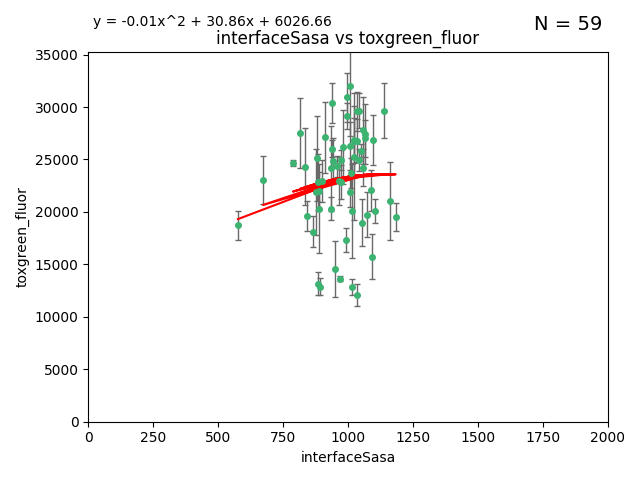 y = -0.01x^2 + 30.86x + 6026.66
N = 59
interfaceSasa vs toxgreen_fluor
35000
30000
25000
20000
15000
10000
5000
0
toxgreen_fluor
0 250 500 750 1000 1250 1500 1750 2000
interfaceSasa